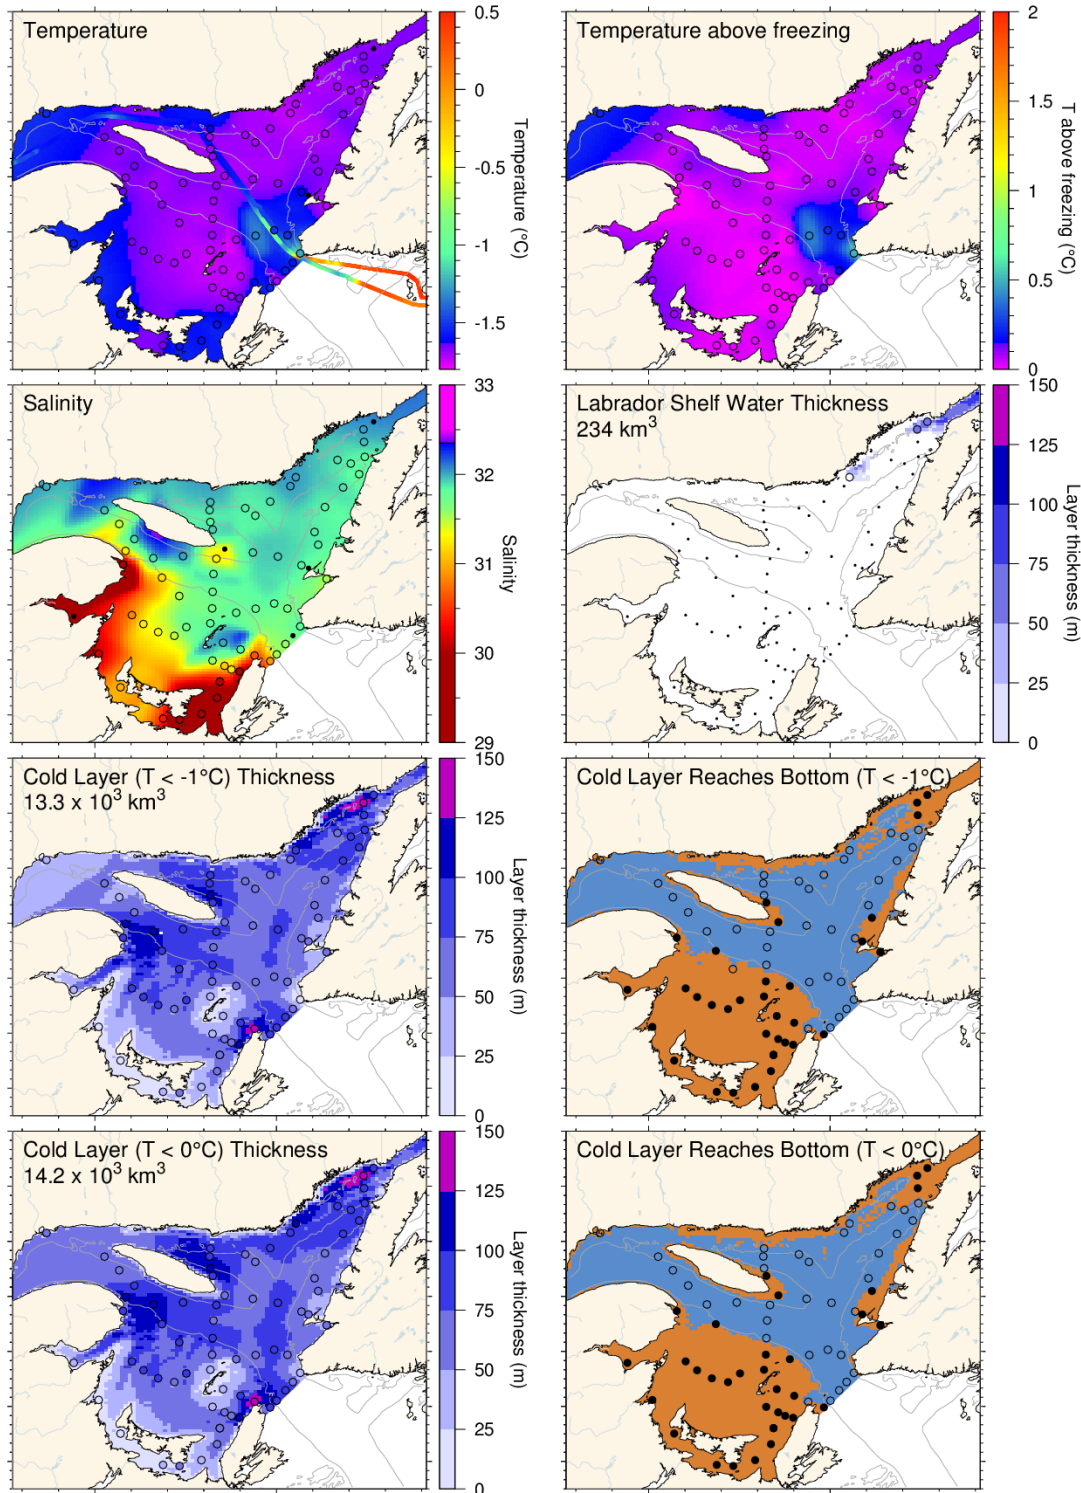 Temperature
0.5
0
-0.5
-1
-1.5
Temperature (°C)
Temperature above freezing
2
1.5
1
0.5
0
T above freezing (°C)
Salinity
33
32
31
30
29
Salinity
Labrador Shelf Water Thickness
234 km³
150
125
100
75
50
25
0
Layer thickness (m)
Cold Layer (T < -1°C) Thickness
13.3 x 10³ km³
150
125
100
75
50
25
0
Layer thickness (m)
Cold Layer Reaches Bottom (T < -1°C)
Cold Layer (T < 0°C) Thickness
14.2 x 10³ km³
150
125
100
75
50
25
0
Layer thickness (m)
Cold Layer Reaches Bottom (T < 0°C)